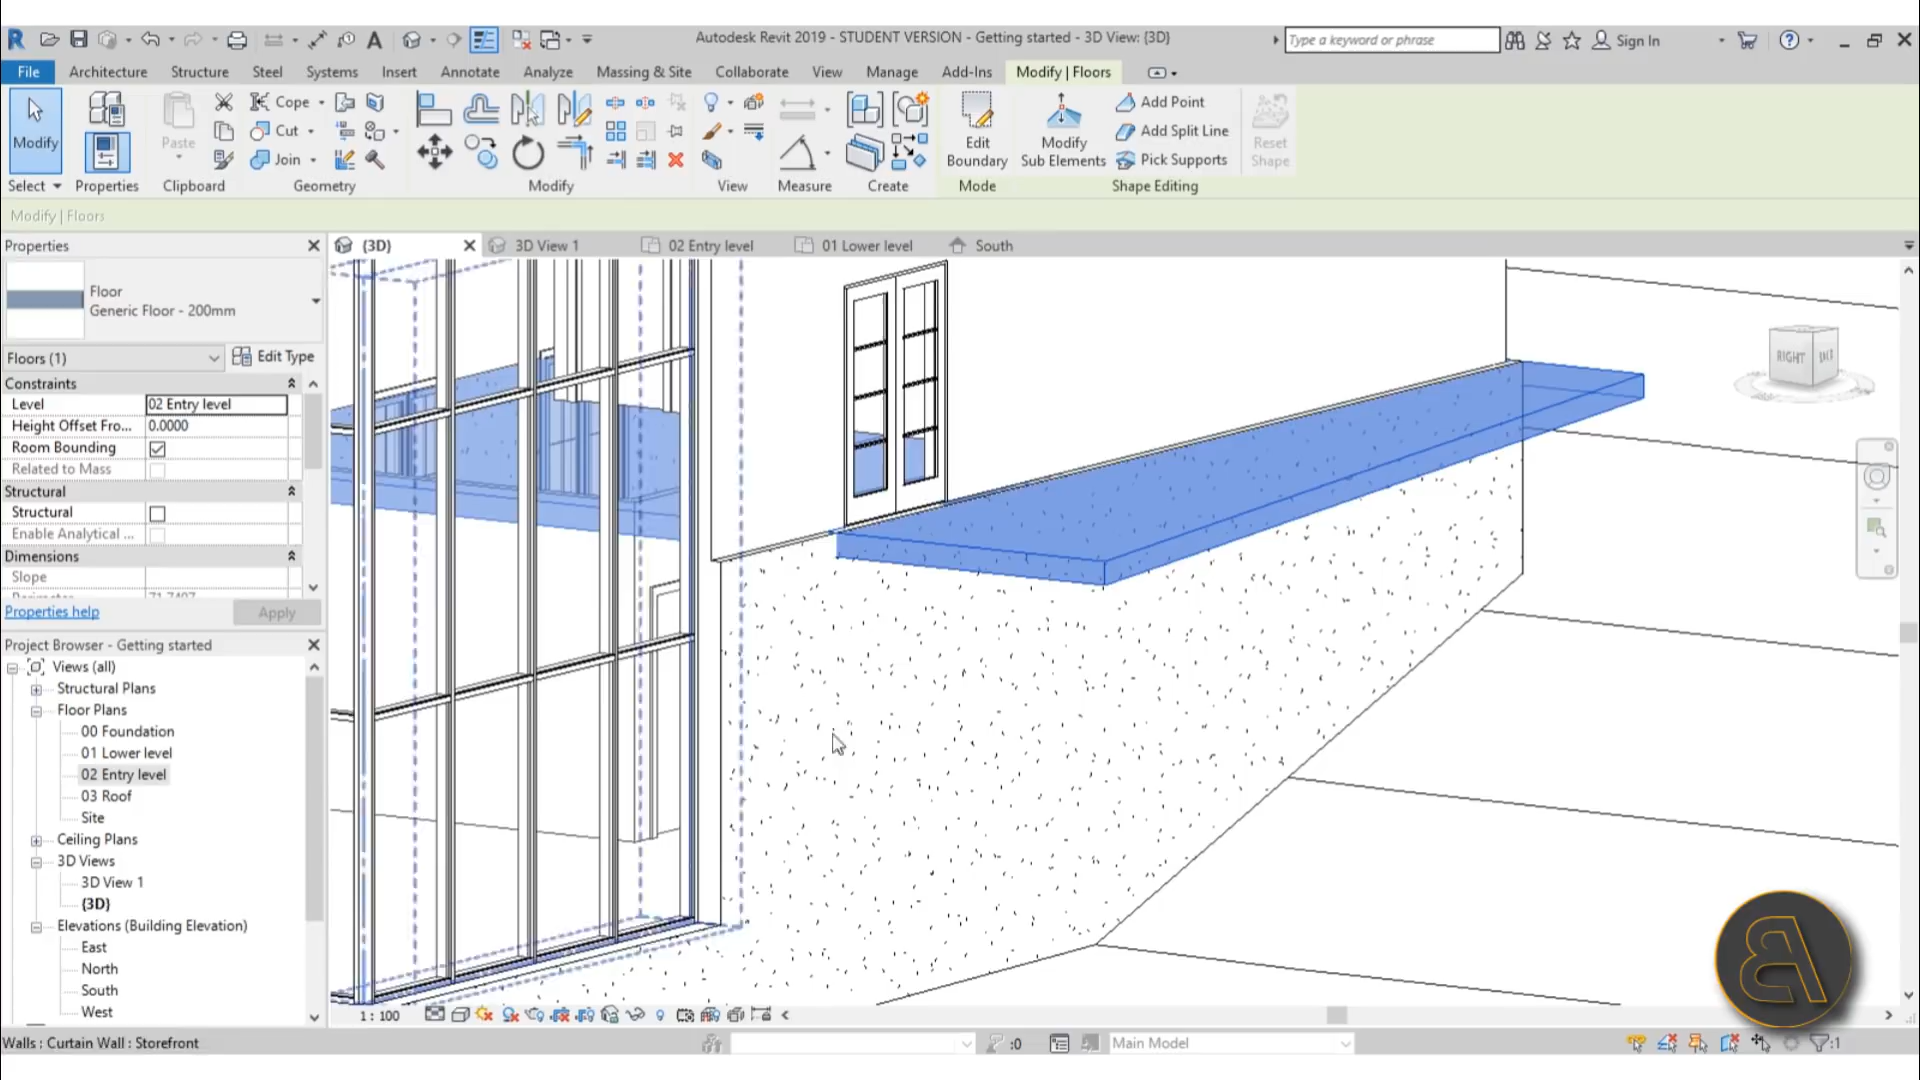 Autodesk Revit 2019 - STUDENT VERSION - Getting started - 3D View: {3D}
Type a keyword or phrase
Sign In
File Architecture Structure Steel Systems Insert Annotate Analyze Massing & Site Collaborate View Manage Add-Ins Modify | Floors
Modify
Paste
Cope
Cut
Join
Edit Boundary
Modify Sub Elements
Add Point
Add Split Line
Pick Supports
Reset Shape
Select Properties Clipboard Geometry Modify View Measure Create Mode Shape Editing
Modify | Floors
Properties
{3D} 3D View 1 02 Entry level 01 Lower level South
Floor
Generic Floor - 200mm
Floors (1) Edit Type
Constraints
Level 02 Entry level
Height Offset Fro... 0.0000
Room Bounding
Related to Mass
Structural
Structural
Enable Analytical ...
Dimensions
Slope
Properties help Apply
Project Browser - Getting started
Views (all)
Structural Plans
Floor Plans
00 Foundation
01 Lower level
02 Entry level
03 Roof
Site
Ceiling Plans
3D Views
3D View 1
{3D}
Elevations (Building Elevation)
East
North
South
West
RIGHT
1 : 100
Walls : Curtain Wall : Storefront
:0
Main Model
:1